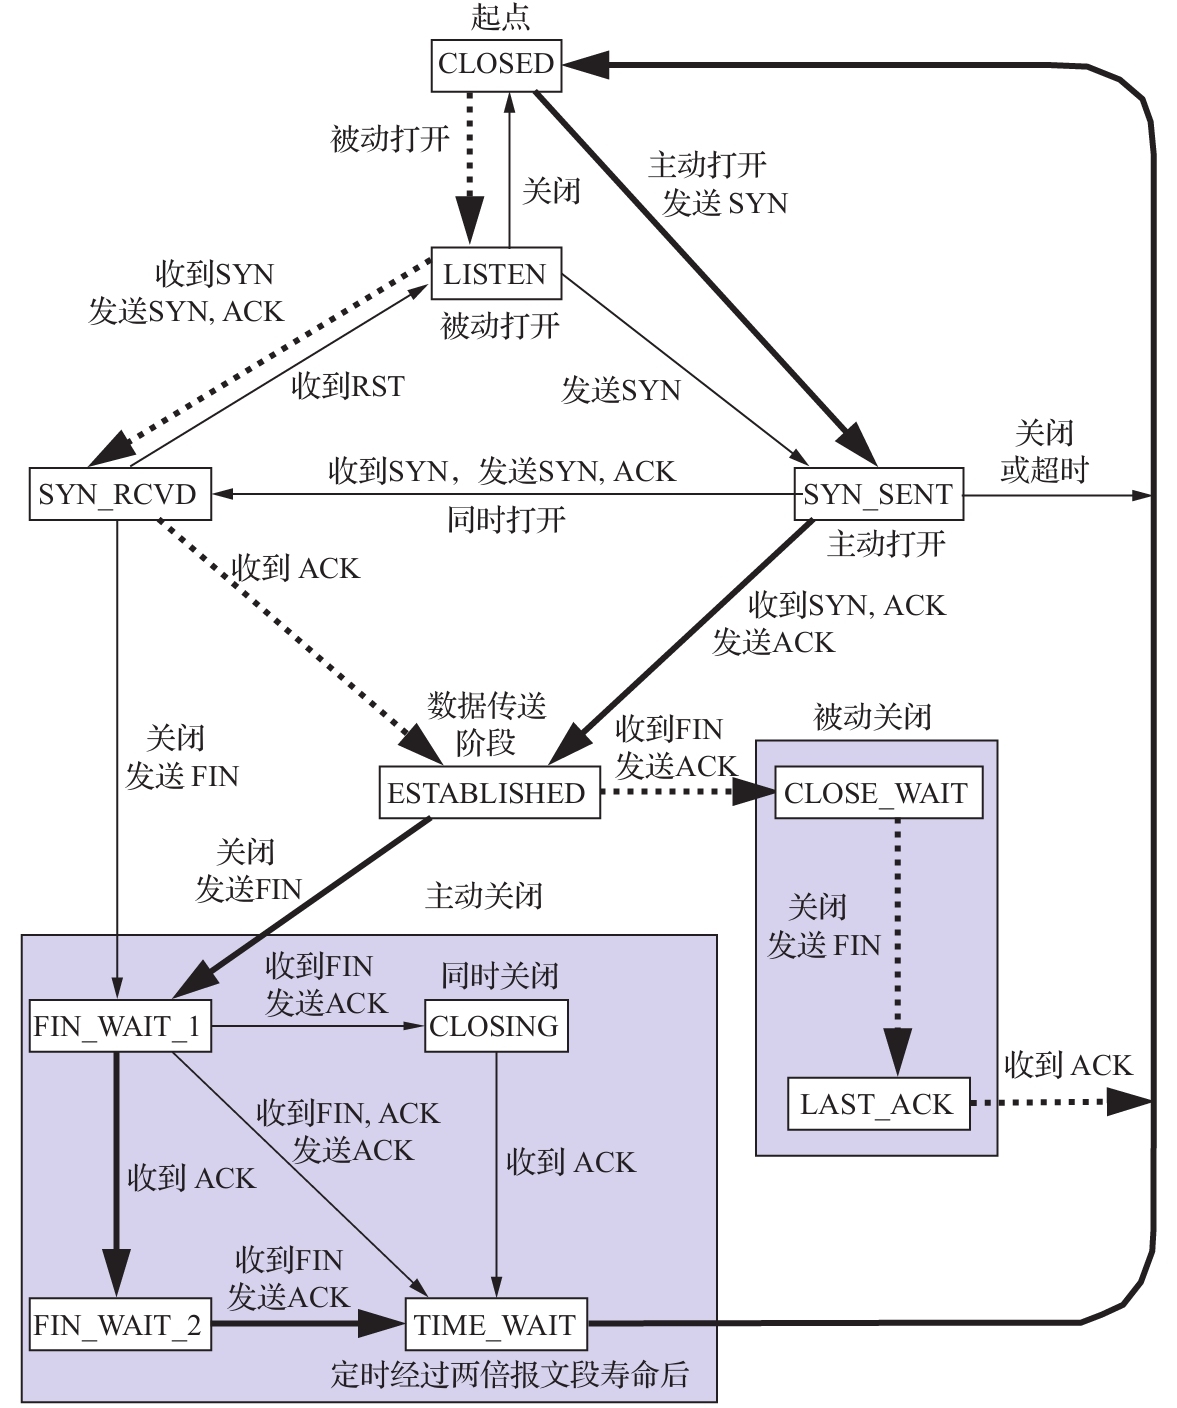 起点
CLOSED
被动打开
关闭
主动打开
发送 SYN
收到SYN
发送SYN, ACK
LISTEN
被动打开
收到RST
发送SYN
关闭
或超时
SYN_RCVD
收到SYN，发送SYN, ACK
同时打开
SYN_SENT
主动打开
收到 ACK
收到SYN, ACK
发送ACK
关闭
发送 FIN
数据传送
阶段
ESTABLISHED
收到FIN
发送ACK
被动关闭
CLOSE_WAIT
关闭
发送FIN
主动关闭
关闭
发送 FIN
收到FIN
发送ACK
同时关闭
FIN_WAIT_1
CLOSING
LAST_ACK
收到 ACK
收到FIN, ACK
发送ACK
收到 ACK
收到 ACK
收到FIN
发送ACK
FIN_WAIT_2
TIME_WAIT
定时经过两倍报文段寿命后